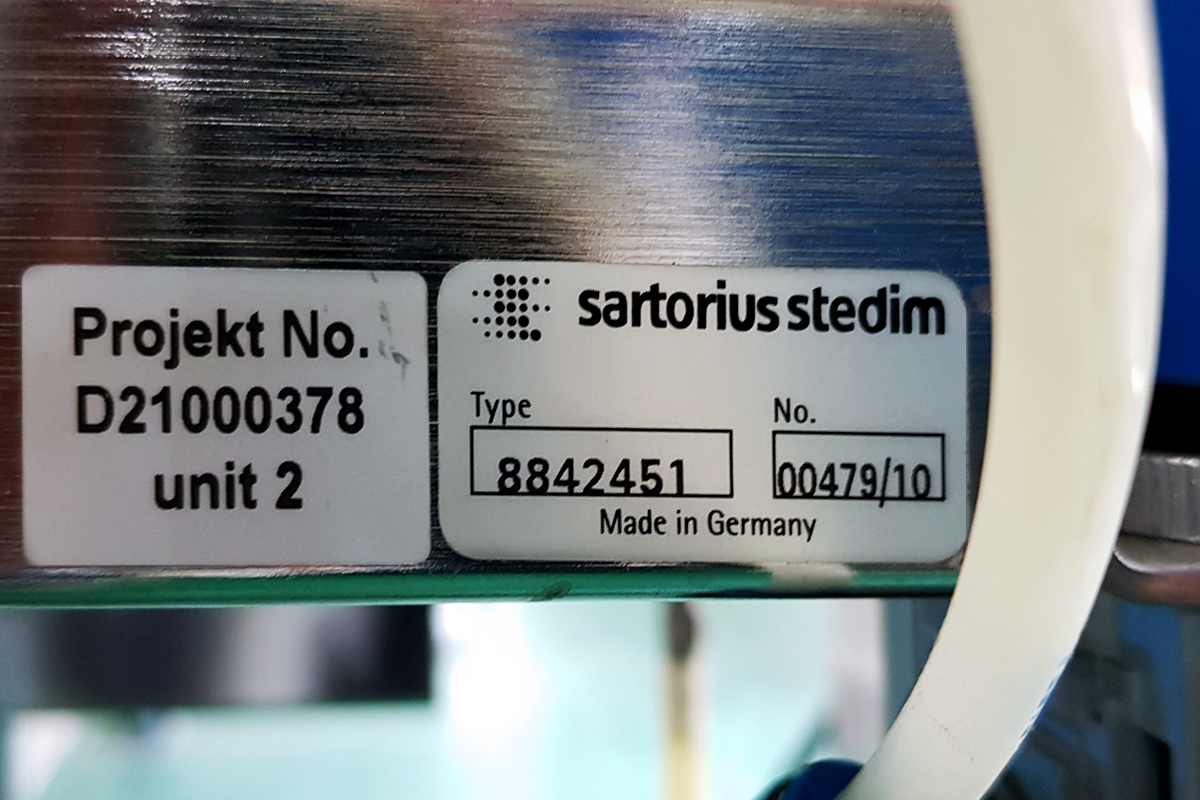 Projekt No.
D21000378
unit 2
sartorius stedim
Type
No.
8842451
00479/10
Made in Germany